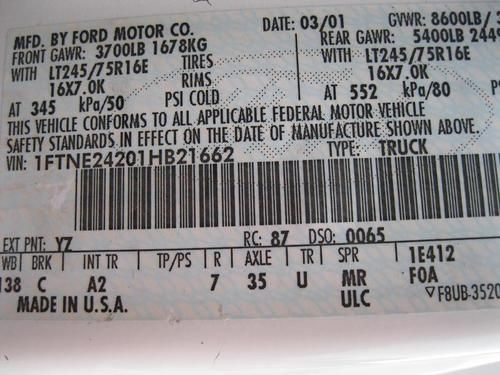 MFD. BY FORD MOTOR CO.
DATE: 03/01 GVWR: 8600LB/
FRONT GAWR: 3700LB 1678KG
REAR GAWR: 5400LB 2449
WITH LT245/75R16E TIRES WITH LT245/75R16E
16X7.0K RIMS 16X7.0K
AT 345 kPa/50 PSI COLD AT 552 kPa/80
THIS VEHICLE CONFORMS TO ALL APPLICABLE FEDERAL MOTOR VEHICLE
SAFETY STANDARDS IN EFFECT ON THE DATE OF MANUFACTURE SHOWN ABOVE.
VIN: 1FTNE24201HB21662 TYPE: TRUCK
EXT PNT: YZ RC: 87 DSO: 0065
WB BRK INT TR TP/PS R AXLE TR SPR 1E412
138 C A2 7 35 U MR F0A
MADE IN U.S.A. ULC ▽F8UB-3520